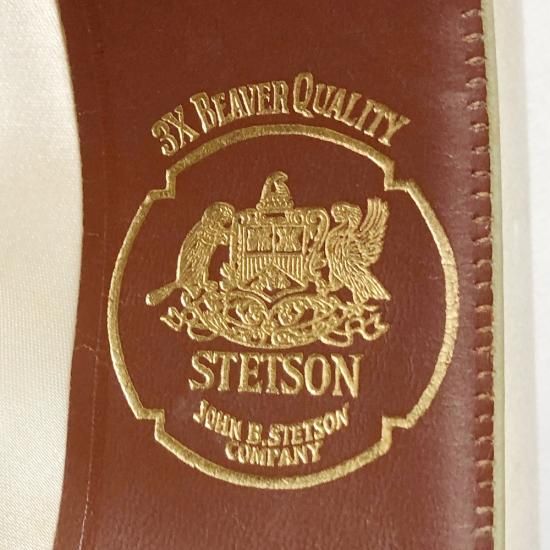 3X BEAVER QUALITY
STETSON
JOHN B. STETSON
COMPANY